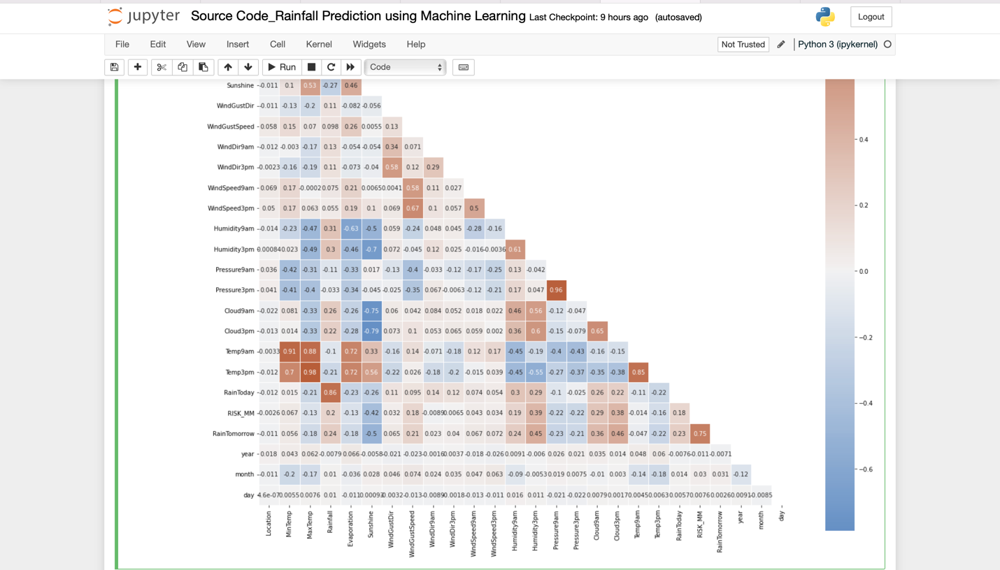 jupyter Source Code_Rainfall Prediction using Machine Learning Last Checkpoint: 9 hours ago (autosaved) Logout
File Edit View Insert Cell Kernel Widgets Help Not Trusted Python 3 (ipykernel)
Run Code
Sunshine -0.011 0.1 0.53 -0.27 0.46
WindGustDir -0.011 -0.13 -0.2 0.11 -0.082 -0.056
WindGustSpeed 0.058 0.15 0.07 0.098 0.26 0.0055 0.13
0.4
WindDir9am -0.012 -0.003 -0.17 0.13 -0.054 -0.054 0.34 0.071
WindDir3pm -0.0023 -0.16 -0.19 0.11 -0.073 -0.04 0.58 0.12 0.29
WindSpeed9am 0.069 0.17 -0.0002 0.075 0.21 0.0065 0.0041 0.58 0.11 0.027
WindSpeed3pm 0.05 0.17 0.063 0.055 0.19 0.1 0.069 0.67 0.1 0.057 0.5
0.2
Humidity9am -0.014 -0.23 -0.47 0.31 -0.63 -0.5 0.059 -0.24 0.048 0.045 -0.28 -0.16
Humidity3pm 0.00084 0.023 -0.49 0.3 -0.46 -0.7 0.072 -0.045 0.12 0.025 -0.016 -0.0036 0.61
Pressure9am 0.036 -0.42 -0.31 -0.11 -0.33 0.017 -0.13 -0.4 -0.033 -0.12 -0.17 -0.25 0.13 -0.042
0.0
Pressure3pm 0.041 -0.41 -0.4 -0.033 -0.34 -0.045 -0.025 -0.35 0.067 -0.0063 -0.12 -0.21 0.17 0.047 0.96
Cloud9am -0.022 0.081 -0.33 0.26 -0.26 -0.75 0.06 0.042 0.084 0.052 0.018 0.022 0.46 0.56 -0.12 -0.047
Cloud3pm -0.013 0.014 -0.33 0.22 -0.28 -0.79 0.073 0.1 0.053 0.065 0.059 0.002 0.36 0.6 -0.15 -0.079 0.65
−0.2
Temp9am -0.0033 0.91 0.88 -0.1 0.72 0.33 -0.16 0.14 -0.071 -0.18 0.12 0.17 -0.45 -0.19 -0.4 -0.43 -0.16 -0.15
Temp3pm -0.012 0.7 0.98 -0.21 0.72 0.56 -0.22 0.026 -0.18 -0.2 -0.015 0.039 -0.45 -0.55 -0.27 -0.37 -0.35 -0.38 0.85
RainToday -0.012 0.015 -0.21 0.86 -0.23 -0.26 0.11 0.095 0.14 0.12 0.074 0.054 0.3 0.29 -0.1 -0.025 0.26 0.22 -0.11 -0.22
−0.4
RISK_MM -0.0026 0.067 -0.13 0.2 -0.13 -0.42 0.032 0.18 -0.0089 0.0065 0.043 0.034 0.19 0.39 -0.22 -0.22 0.29 0.38 -0.014 -0.16 0.18
RainTomorrow -0.011 0.056 -0.18 0.24 -0.18 -0.5 0.065 0.21 0.023 0.04 0.067 0.072 0.24 0.45 -0.23 -0.21 0.36 0.46 -0.047 -0.22 0.23 0.75
year 0.018 0.043 0.062 -0.0079 0.066 -0.0058 -0.021 -0.023 -0.0016 0.0037 -0.018 -0.026 0.0091 -0.006 0.026 0.021 0.035 0.014 0.048 0.06 -0.0076 -0.011 -0.0071
−0.6
month -0.011 -0.2 -0.17 0.01 -0.036 0.028 0.046 0.074 0.024 0.035 0.047 0.063 -0.09 -0.0053 0.019 0.0075 -0.01 0.003 -0.14 -0.18 0.014 0.03 0.031 -0.12
day 0.0055 0.0076 0.01 -0.011 -0.0032 -0.013 -0.0018 -0.013 -0.011 0.016 0.011 -0.021 -0.022 0.0079 0.0017 0.0045 0.0063 0.0057 0.0076 0.0026 0.0091 -0.0085
Location
MinTemp
MaxTemp
Rainfall
Evaporation
Sunshine
WindGustDir
WindGustSpeed
WindDir9am
WindDir3pm
WindSpeed9am
WindSpeed3pm
Humidity9am
Humidity3pm
Pressure9am
Pressure3pm
Cloud9am
Cloud3pm
Temp9am
Temp3pm
RainToday
RISK_MM
RainTomorrow
year
month
day